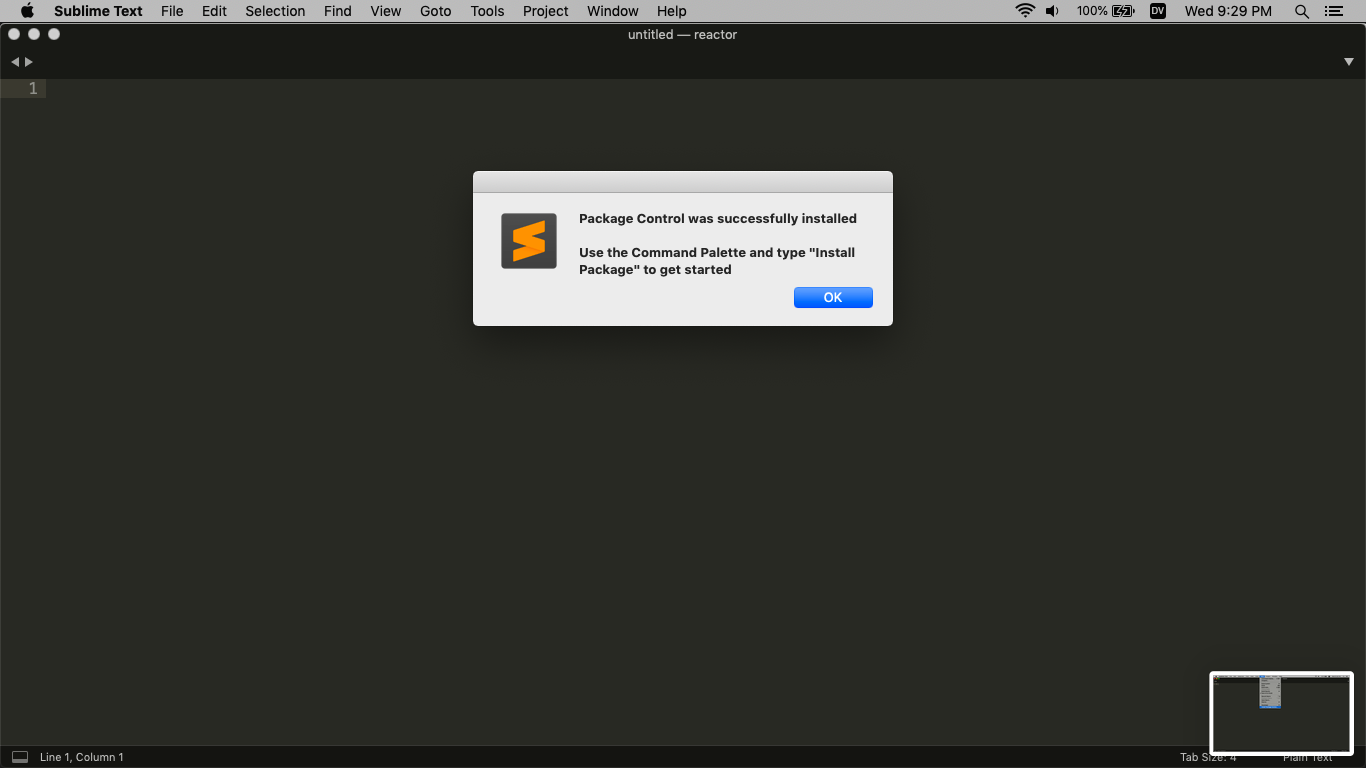 Sublime Text File Edit Selection Find View Goto Tools Project Window Help 100% DV Wed 9:29 PM
untitled — reactor
1
Package Control was successfully installed
Use the Command Palette and type "Install
Package" to get started
OK
Line 1, Column 1 Tab Size: 4 Plain Text